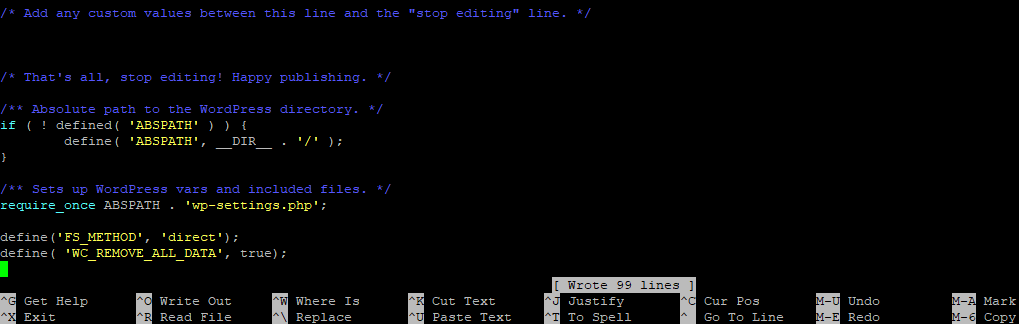 /* Add any custom values between this line and the "stop editing" line. */
/* That's all, stop editing! Happy publishing. */
/** Absolute path to the WordPress directory. */
if ( ! defined( 'ABSPATH' ) ) {
        define( 'ABSPATH', __DIR__ . '/' );
}
/** Sets up WordPress vars and included files. */
require_once ABSPATH . 'wp-settings.php';
define('FS_METHOD', 'direct');
define( 'WC_REMOVE_ALL_DATA', true);
[ Wrote 99 lines ]
^G Get Help ^O Write Out ^W Where Is ^K Cut Text ^J Justify ^C Cur Pos M-U Undo M-A Mark
^X Exit ^R Read File ^\ Replace ^U Paste Text ^T To Spell ^_ Go To Line M-E Redo M-6 Copy